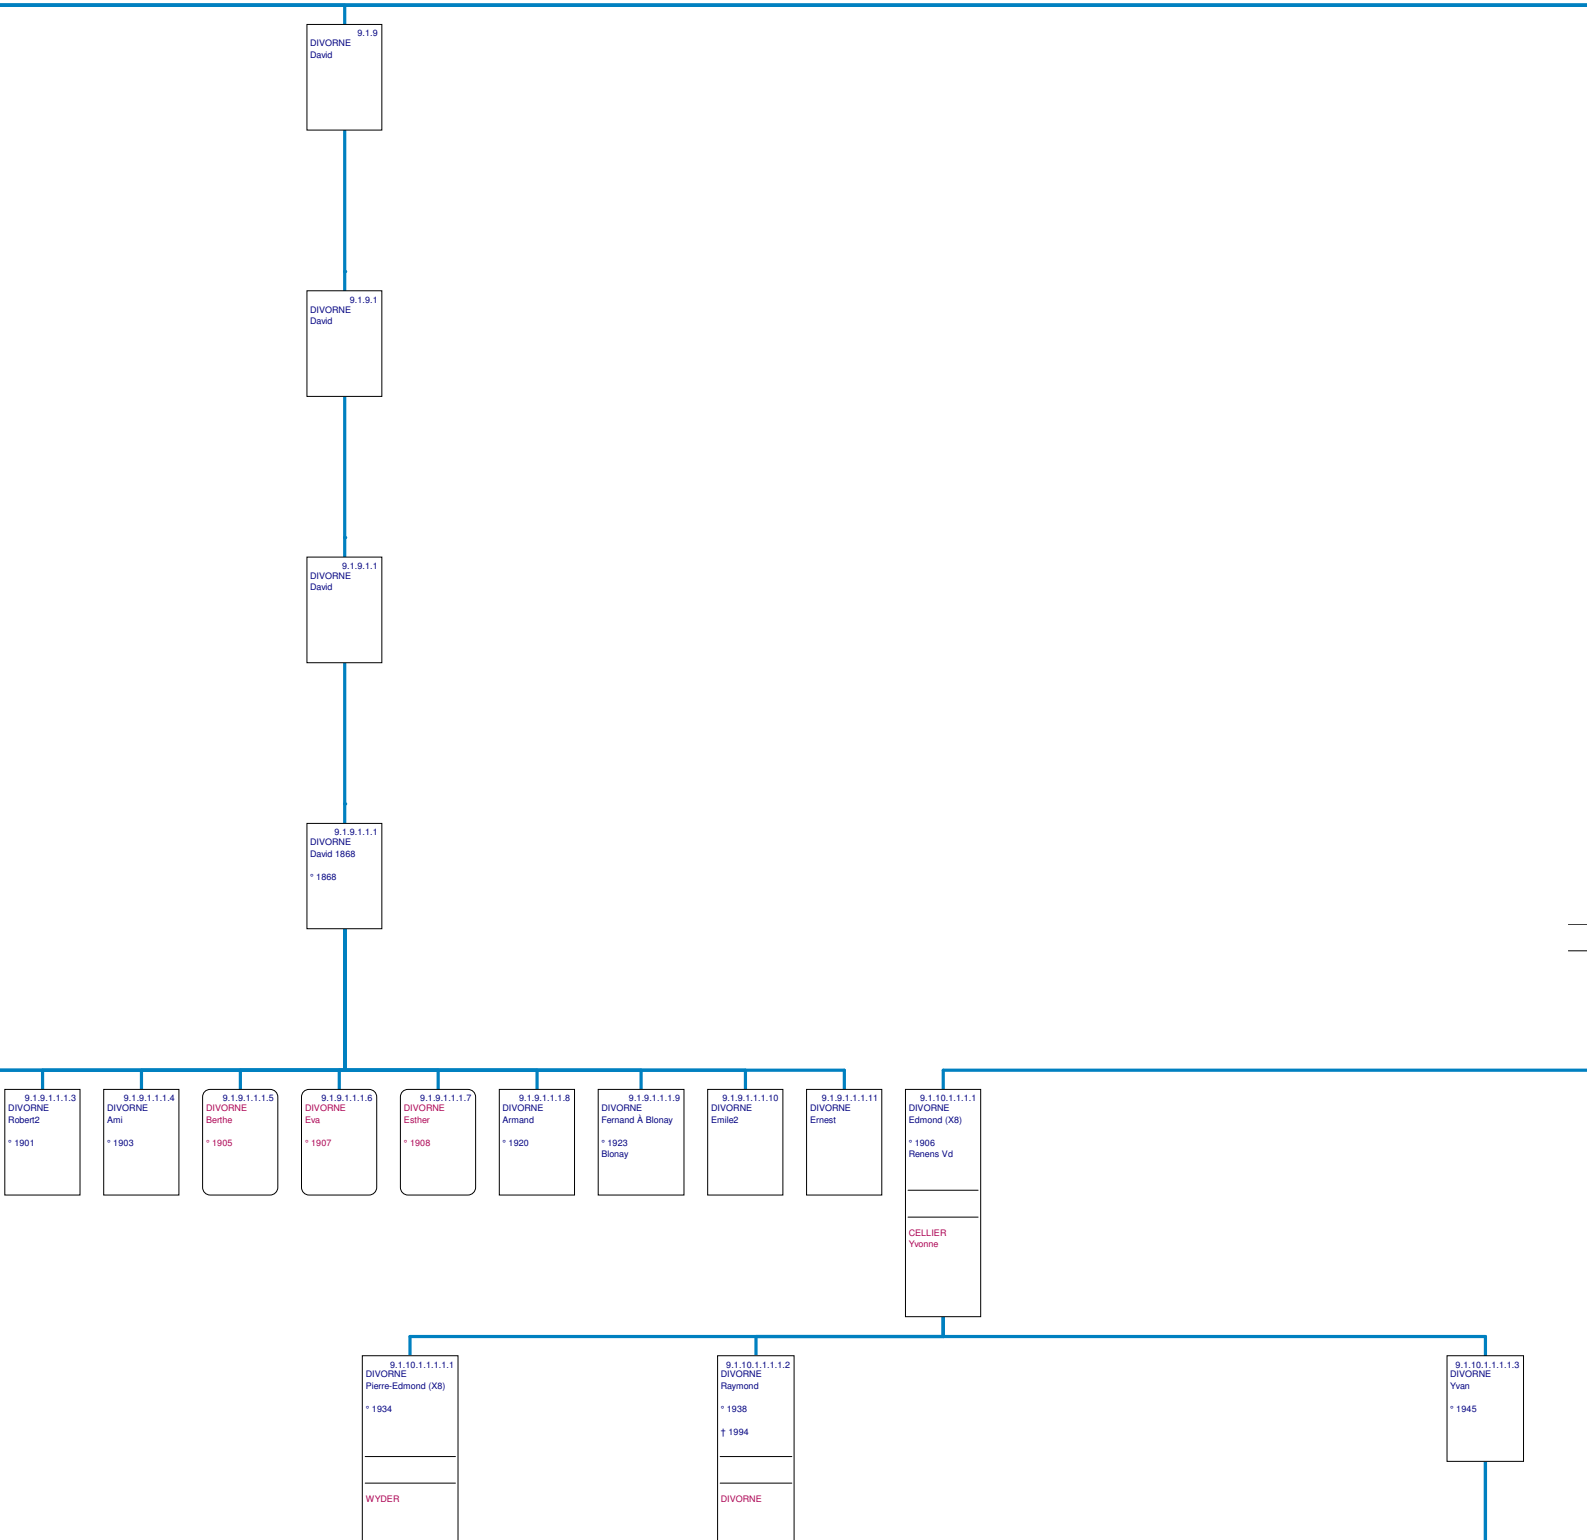 9.1.9
DIVORNE
David
9.1.9.1
DIVORNE
David
9.1.9.1.1
DIVORNE
David
9.1.9.1.1.1
DIVORNE
David 1868
° 1868
9.1.9.1.1.1.3
DIVORNE
Robert2
° 1901
9.1.9.1.1.1.4
DIVORNE
Ami
° 1903
9.1.9.1.1.1.5
DIVORNE
Berthe
° 1905
9.1.9.1.1.1.6
DIVORNE
Eva
° 1907
9.1.9.1.1.1.7
DIVORNE
Esther
° 1908
9.1.9.1.1.1.8
DIVORNE
Armand
° 1920
9.1.9.1.1.1.9
DIVORNE
Fernand À Blonay
° 1923
Blonay
9.1.9.1.1.1.10
DIVORNE
Emile2
9.1.9.1.1.1.11
DIVORNE
Ernest
9.1.10.1.1.1.1
DIVORNE
Edmond (X8)
° 1906
Renens Vd
CELLIER
Yvonne
9.1.10.1.1.1.1.1
DIVORNE
Pierre-Edmond (X8)
° 1934
WYDER
9.1.10.1.1.1.1.2
DIVORNE
Raymond
° 1938
† 1994
DIVORNE
9.1.10.1.1.1.1.3
DIVORNE
Yvan
° 1945